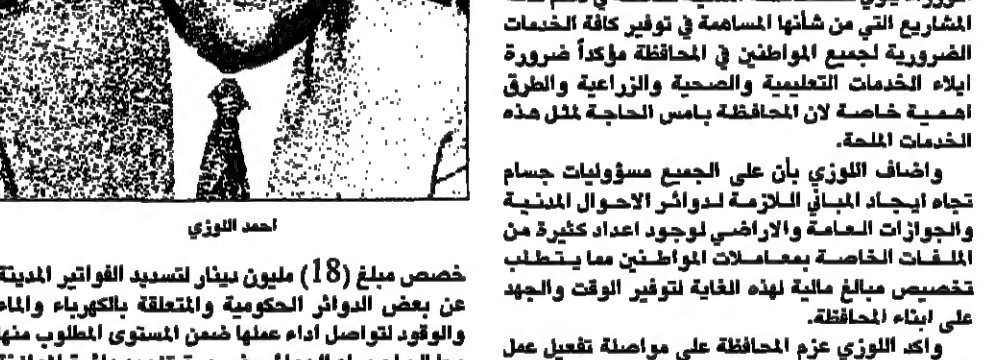 المشاريع التي من شأنها المساهمة في توفير كافة الخدمات
الضرورية لجميع المواطنين في المحافظة مؤكداً ضرورة
ايلاء الخدمات التعليمية والصحية والزراعية والطرق
اهمية خاصة لان المحافظة بامس الحاجة لمثل هذه
الخدمات الملحة.
واضاف اللوزي بأن على الجميع مسؤوليات جسام
تجاه ايجاد المباني اللازمة لدوائر الاحوال المدنية
والجوازات العامة والاراضي لوجود اعداد كثيرة من
الملفات الخاصة بمعاملات المواطنين مما يتطلب
تخصيص مبالغ مالية لهذه الغاية لتوفير الوقت والجهد
على ابناء المحافظة.
واكد اللوزي عزم المحافظة على مواصلة تفعيل عمل
احمد اللوزي
خصص مبلغ (18) مليون دينار لتسديد الفواتير المدينة
عن بعض الدوائر الحكومية والمتعلقة بالكهرباء والماء
والوقود لتواصل أداء عملها ضمن المستوى المطلوب منها